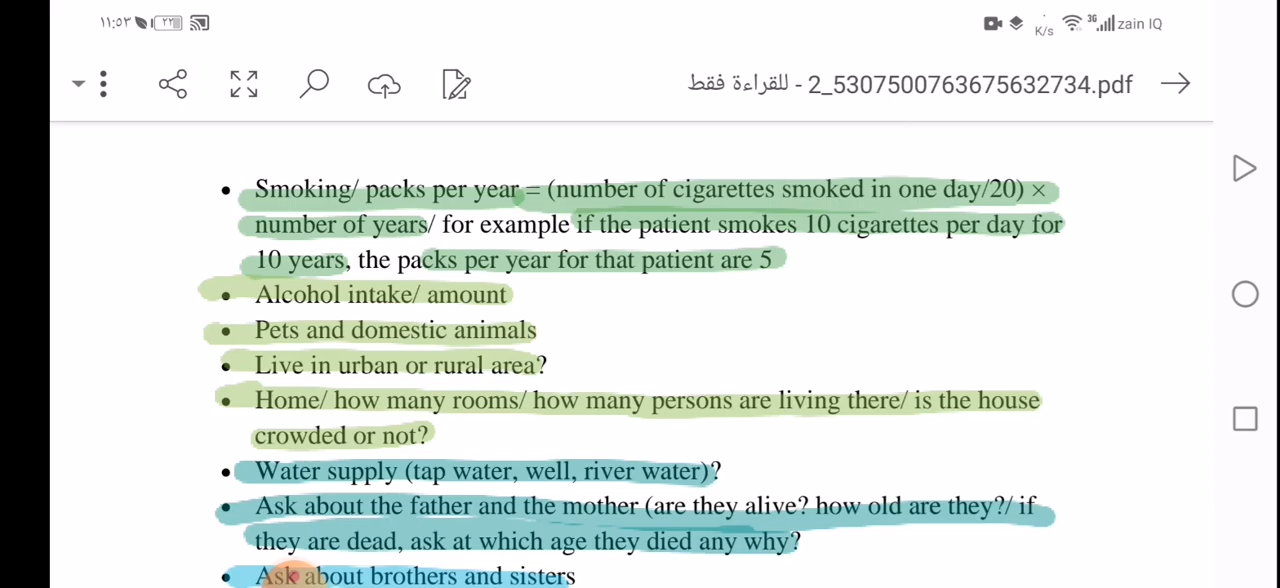 ١١:٥٣ ٢٢ K/s 3G zain IQ
2_5307500763675632734.pdf - للقراءة فقط
• Smoking/ packs per year = (number of cigarettes smoked in one day/20) ×
number of years/ for example if the patient smokes 10 cigarettes per day for
10 years, the packs per year for that patient are 5
• Alcohol intake/ amount
• Pets and domestic animals
• Live in urban or rural area?
• Home/ how many rooms/ how many persons are living there/ is the house
crowded or not?
• Water supply (tap water, well, river water)?
• Ask about the father and the mother (are they alive? how old are they?/ if
they are dead, ask at which age they died any why?
• Ask about brothers and sisters